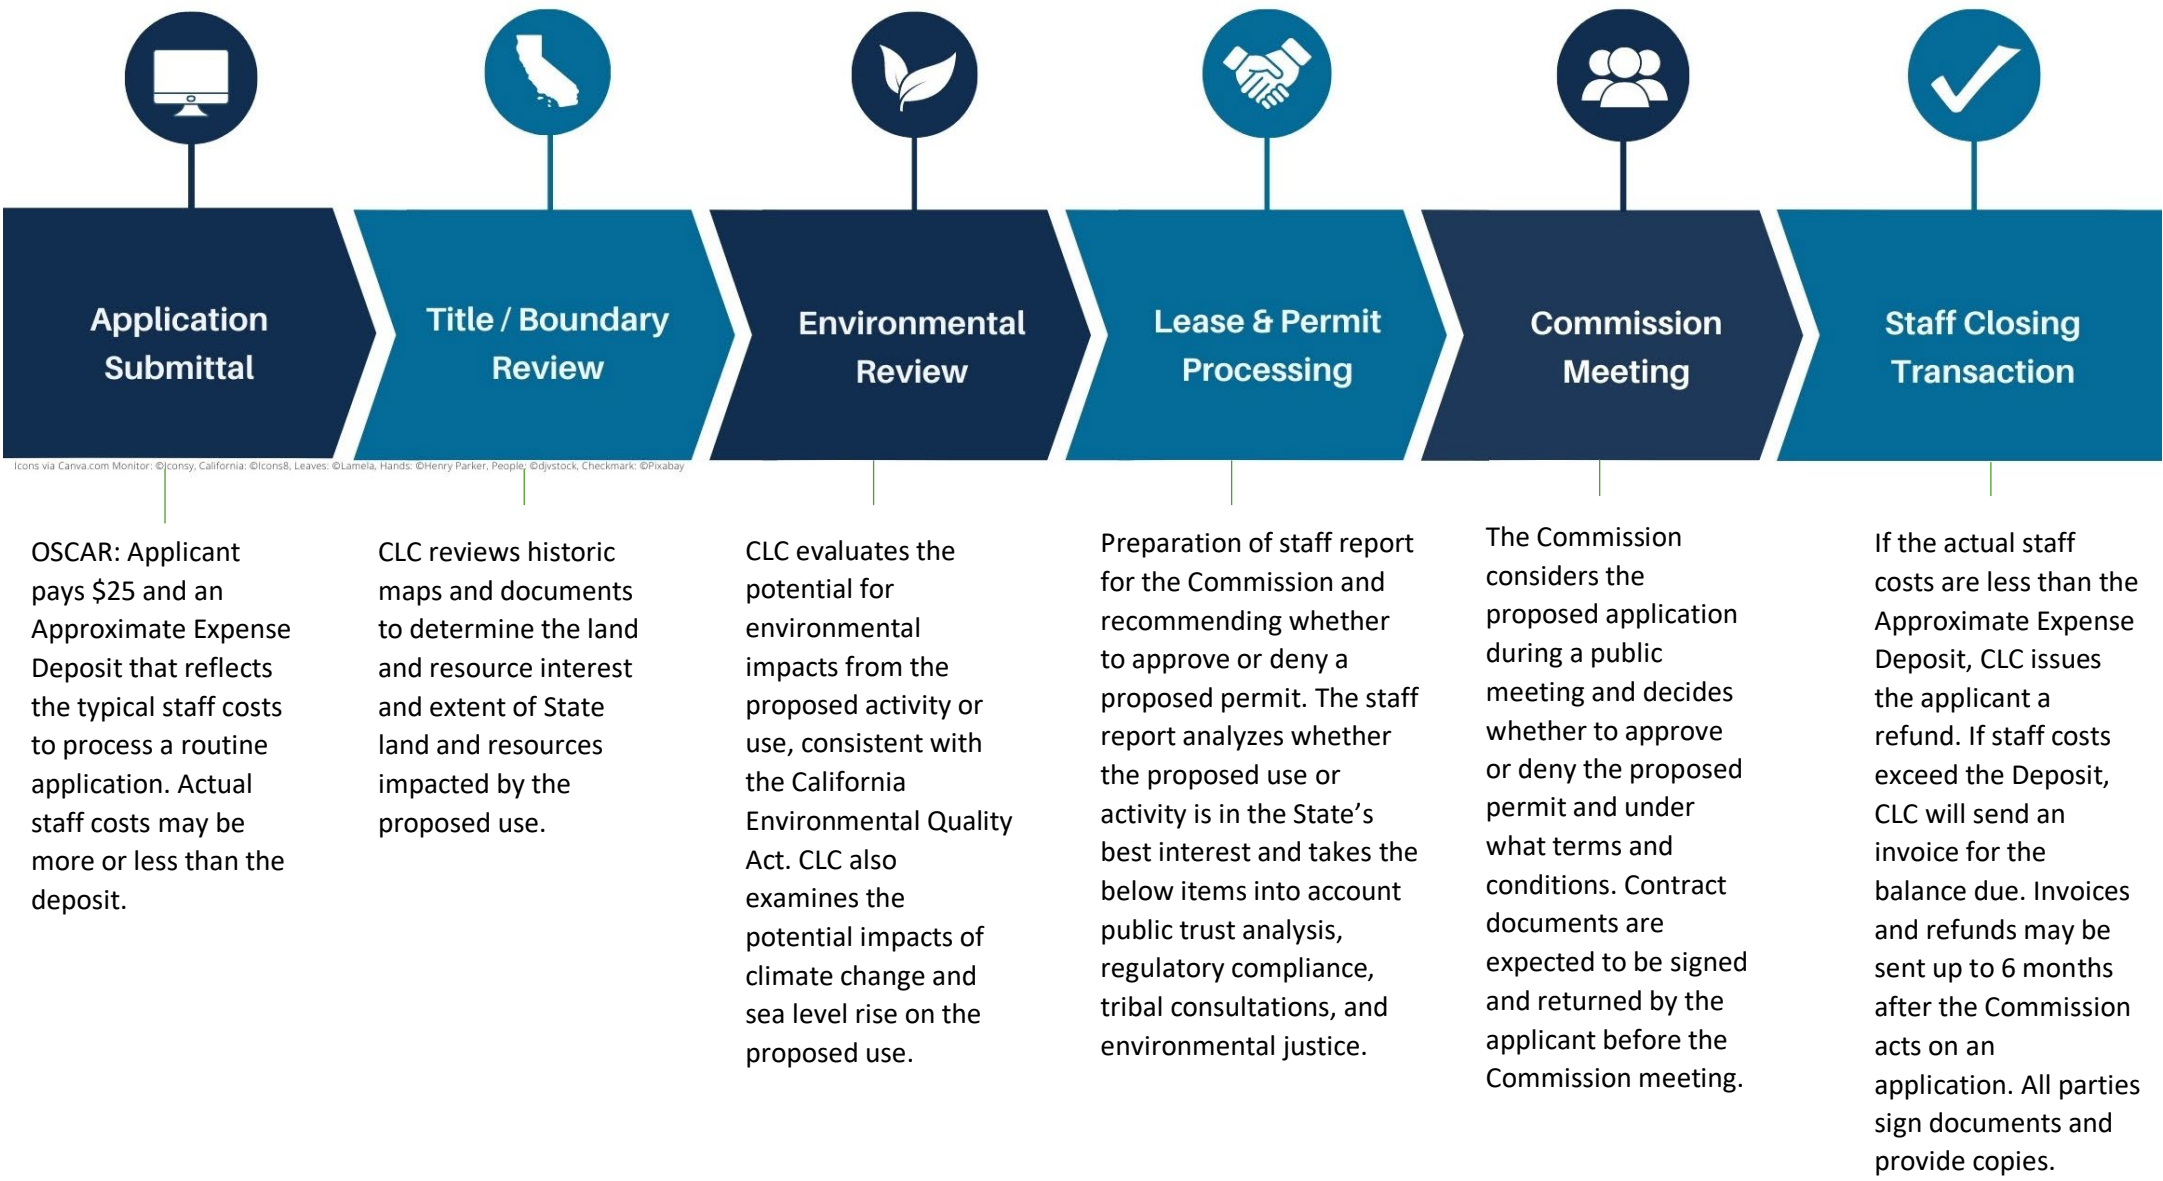 Application
Submittal
Title / Boundary
Review
Environmental
Review
Lease & Permit
Processing
Commission
Meeting
Staff Closing
Transaction
Icons via Canva.com Monitor: ©Iconsy, California: ©Icons8, Leaves: ©Lamela, Hands: ©Henry Parker, People: ©djvstock, Checkmark: ©Pixabay
OSCAR: Applicant
pays $25 and an
Approximate Expense
Deposit that reflects
the typical staff costs
to process a routine
application. Actual
staff costs may be
more or less than the
deposit.
CLC reviews historic
maps and documents
to determine the land
and resource interest
and extent of State
land and resources
impacted by the
proposed use.
CLC evaluates the
potential for
environmental
impacts from the
proposed activity or
use, consistent with
the California
Environmental Quality
Act. CLC also
examines the
potential impacts of
climate change and
sea level rise on the
proposed use.
Preparation of staff report
for the Commission and
recommending whether
to approve or deny a
proposed permit. The staff
report analyzes whether
the proposed use or
activity is in the State’s
best interest and takes the
below items into account
public trust analysis,
regulatory compliance,
tribal consultations, and
environmental justice.
The Commission
considers the
proposed application
during a public
meeting and decides
whether to approve
or deny the proposed
permit and under
what terms and
conditions. Contract
documents are
expected to be signed
and returned by the
applicant before the
Commission meeting.
If the actual staff
costs are less than the
Approximate Expense
Deposit, CLC issues
the applicant a
refund. If staff costs
exceed the Deposit,
CLC will send an
invoice for the
balance due. Invoices
and refunds may be
sent up to 6 months
after the Commission
acts on an
application. All parties
sign documents and
provide copies.